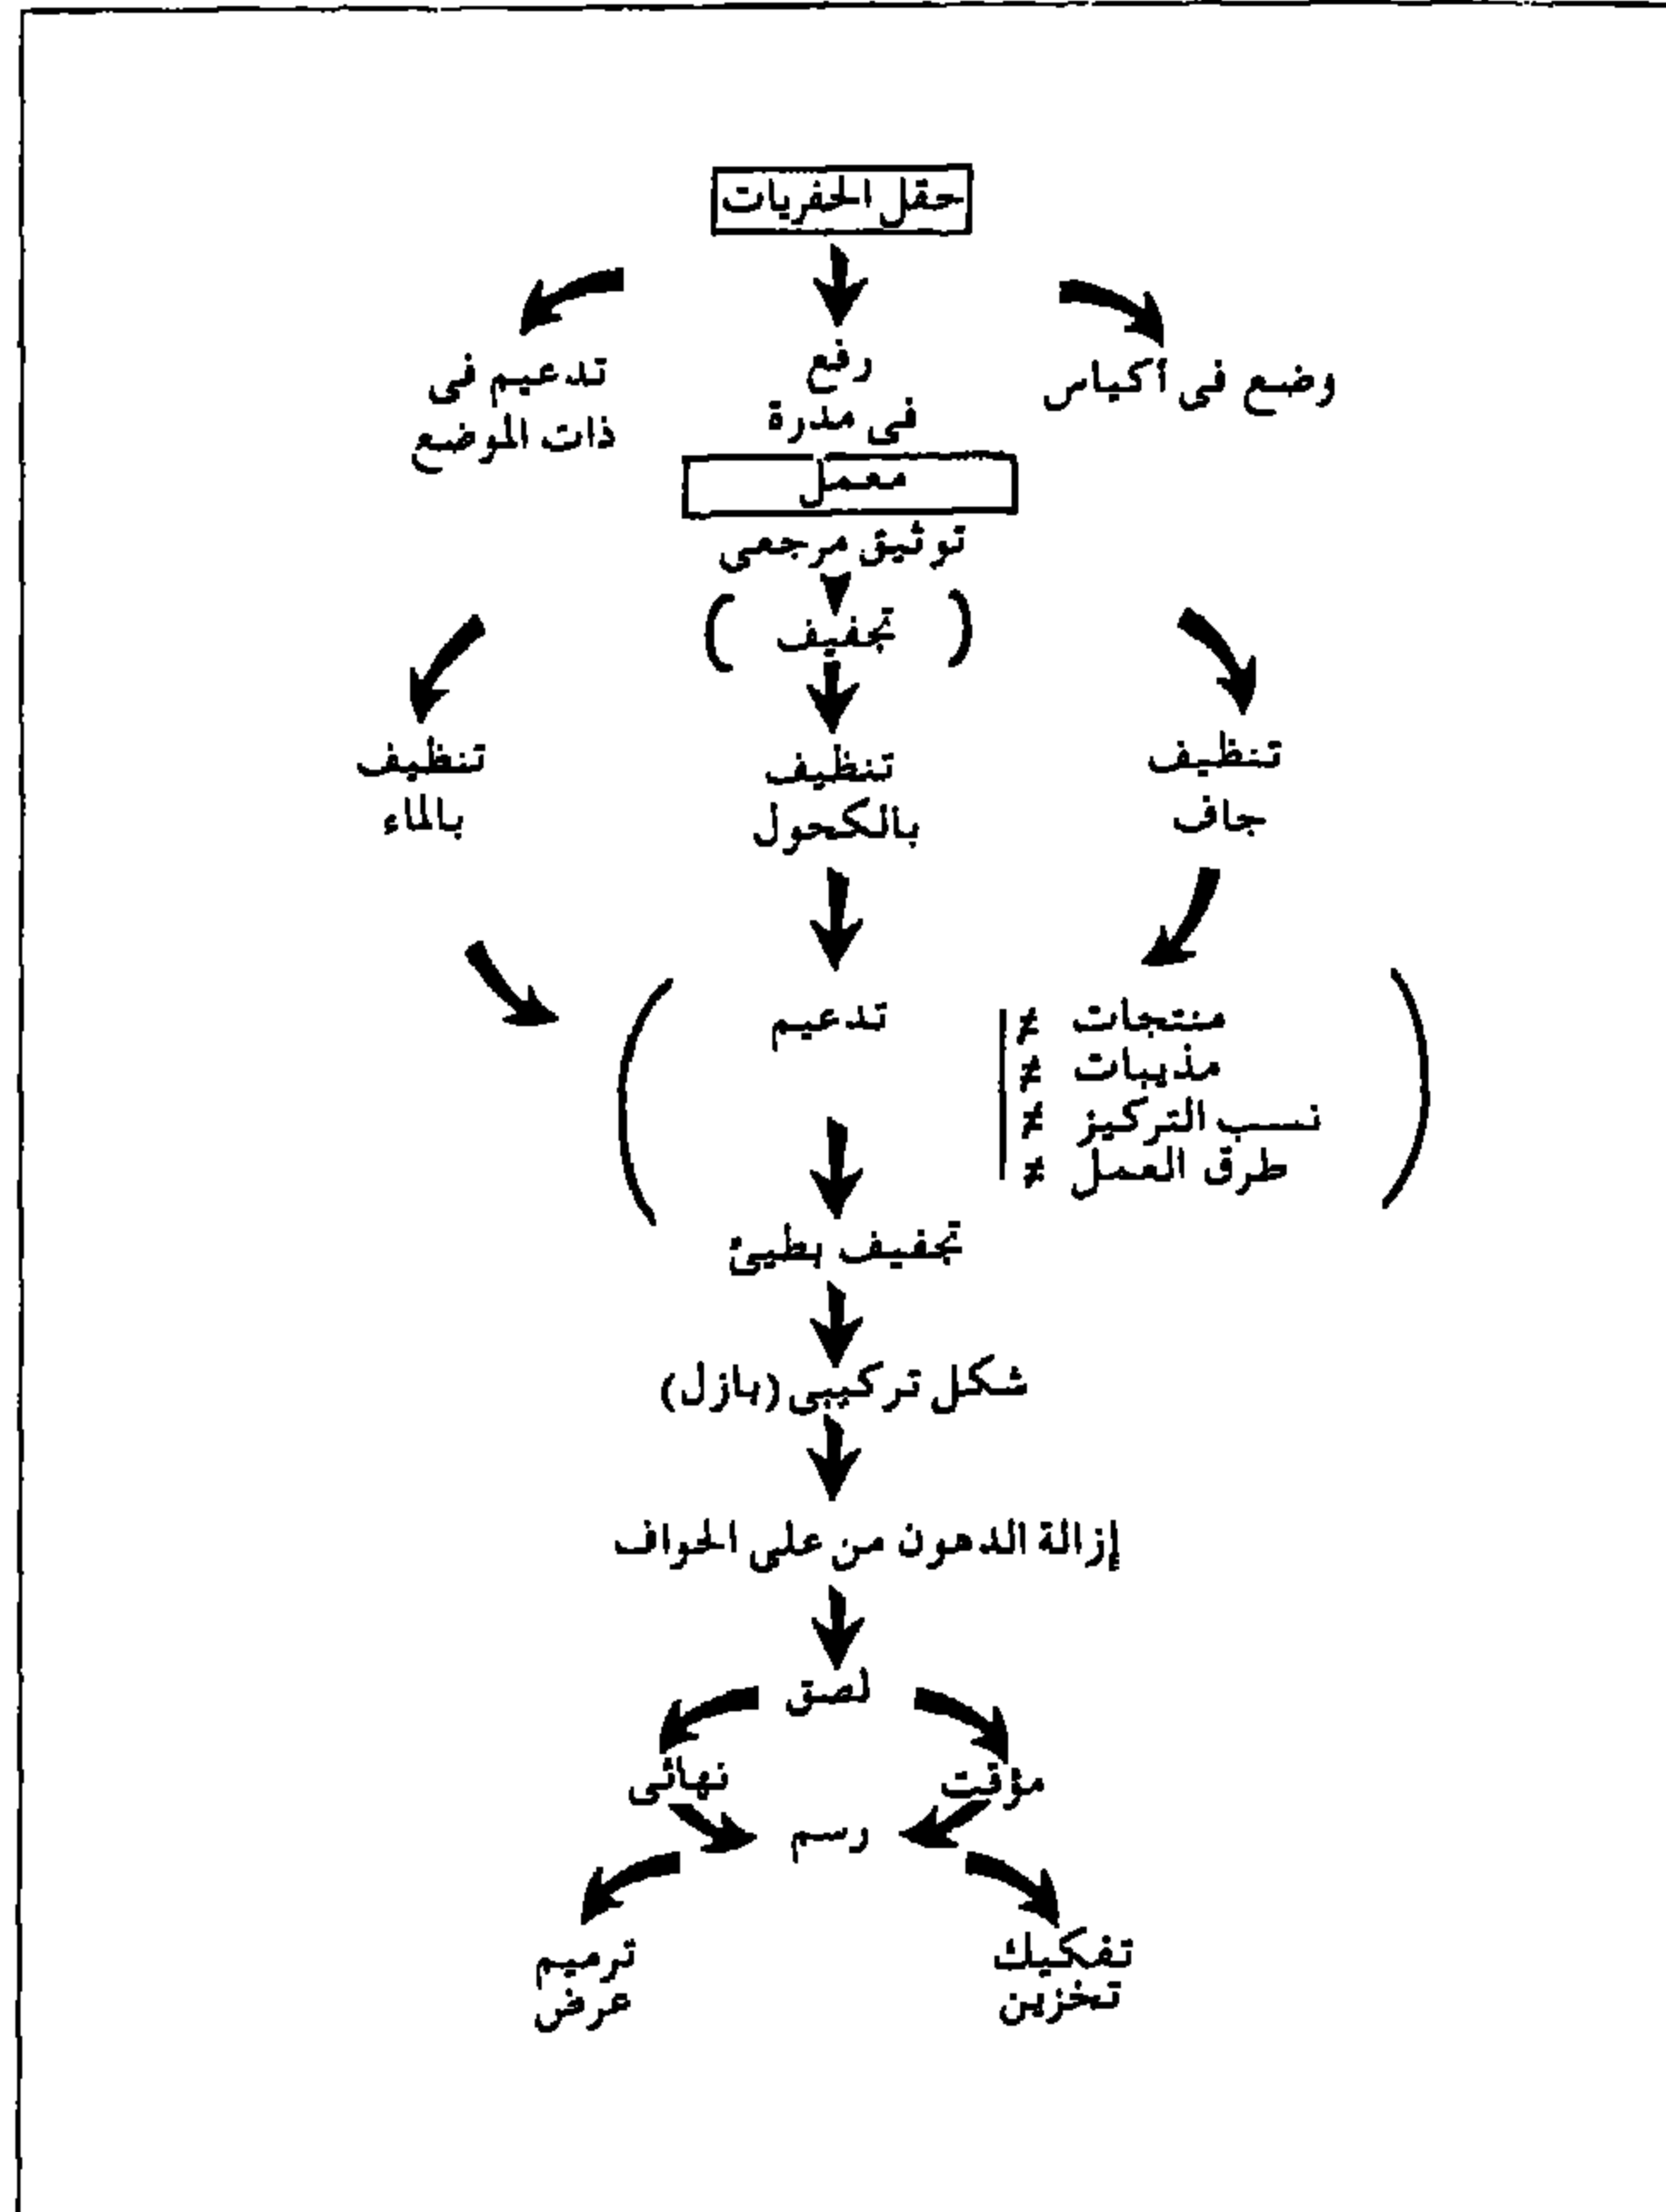 حقل الحفريات
وضع فى أكياس
رفع
فى مدرة
تدعيم فى
ذات الموضع
معمل
توثيق مرجعى
( تجفيف )
تنظيف
جاف
تنظيف
بالكحول
تنظيف
بالماء
( تدعيم
≠ منتجات
≠ مذيبات
≠ نسب التركيز
≠ طرق العمل )
تجفيف بطيئ
شكل تركيبى (بازل)
إزالة الدهون من على الحواف
لصق
مؤقت
نهائى
رسم
تفكيك
تخزين
ترميم
عرض